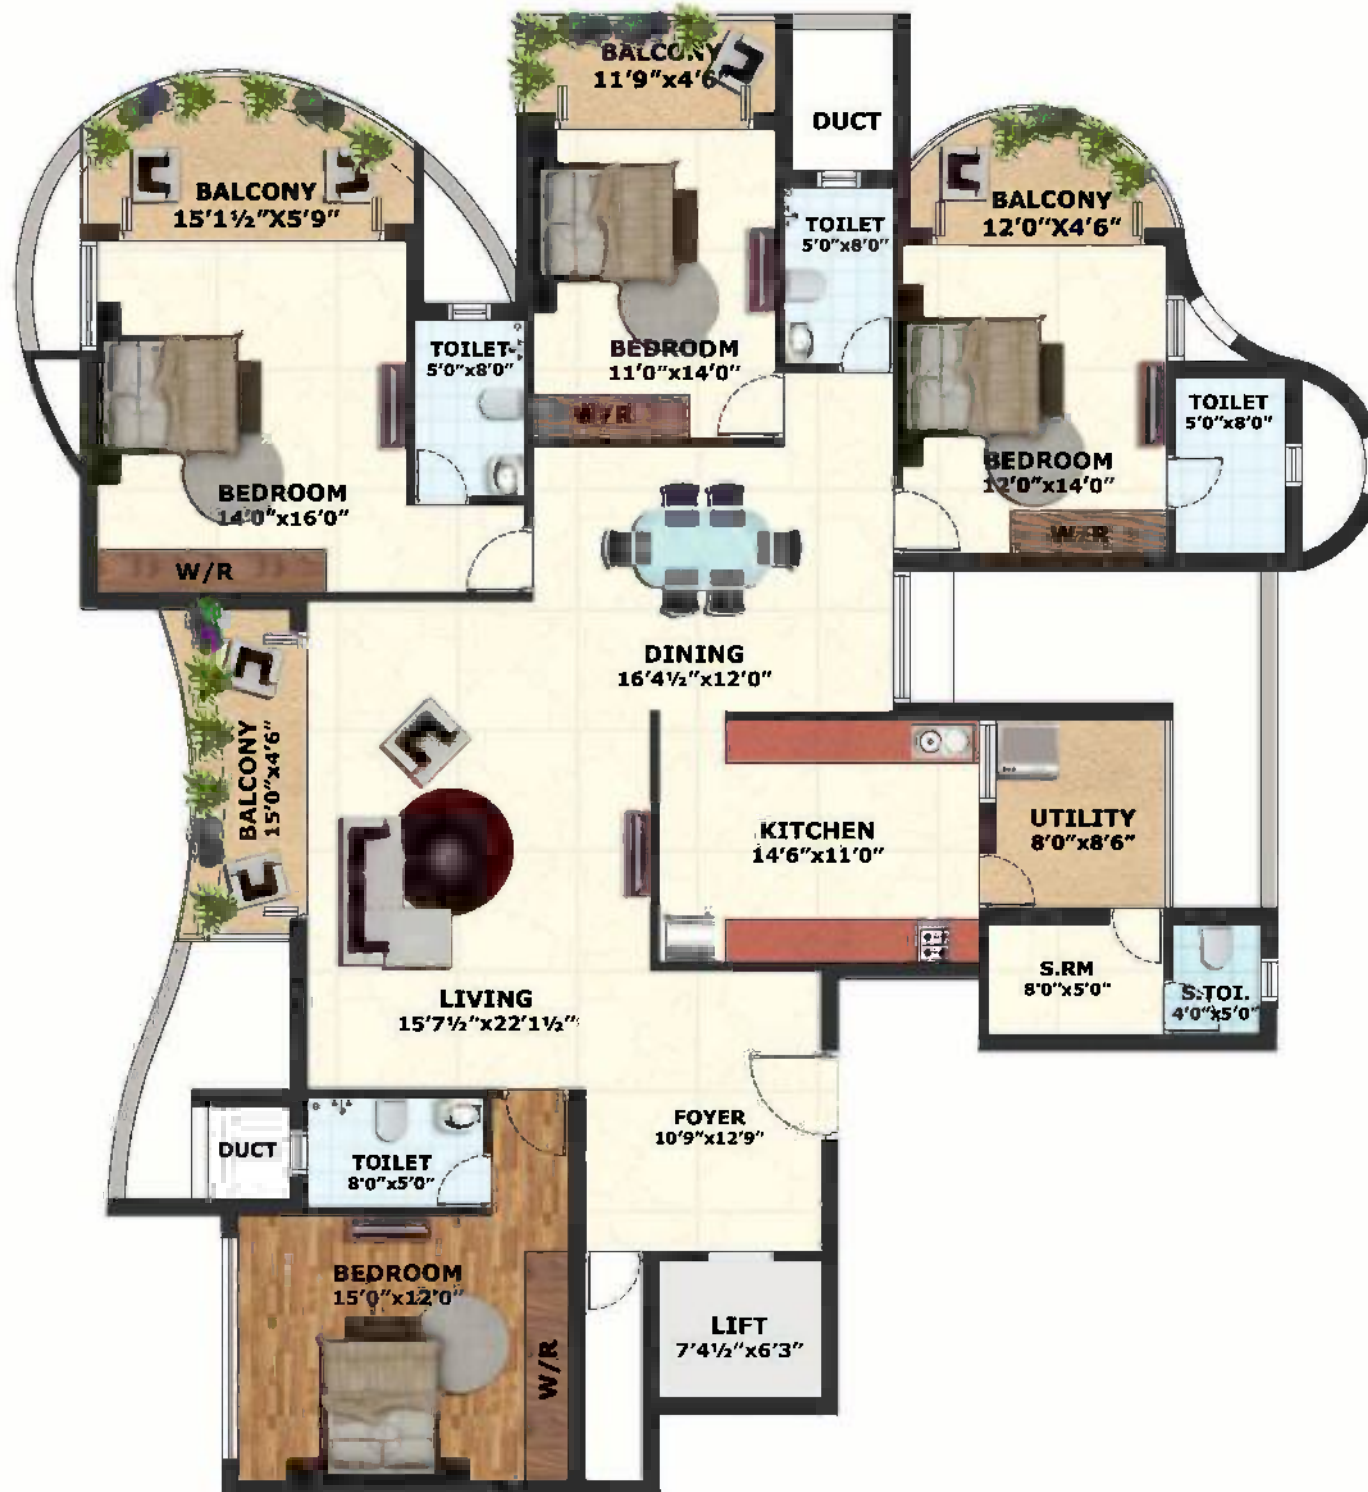 BALCONY
11'9"x4'6
DUCT
BALCONY
15'1½"X5'9"
BALCONY
12'0"X4'6"
TOILET
5'0"x8'0"
TOILET
5'0"x8'0"
BEDROOM
11'0"x14'0"
W/R
TOILET
5'0"x8'0"
BEDROOM
14'0"x16'0"
BEDROOM
12'0"x14'0"
W/R
W/R
DINING
16'4½"x12'0"
BALCONY
15'0"x4'6"
KITCHEN
14'6"x11'0"
UTILITY
8'0"x8'6"
LIVING
15'7½"x22'1½"
S.RM
8'0"x5'0"
S.TOI.
4'0"x5'0"
FOYER
10'9"x12'9"
DUCT
TOILET
8'0"x5'0"
BEDROOM
15'0"x12'0"
W/R
LIFT
7'4½"x6'3"